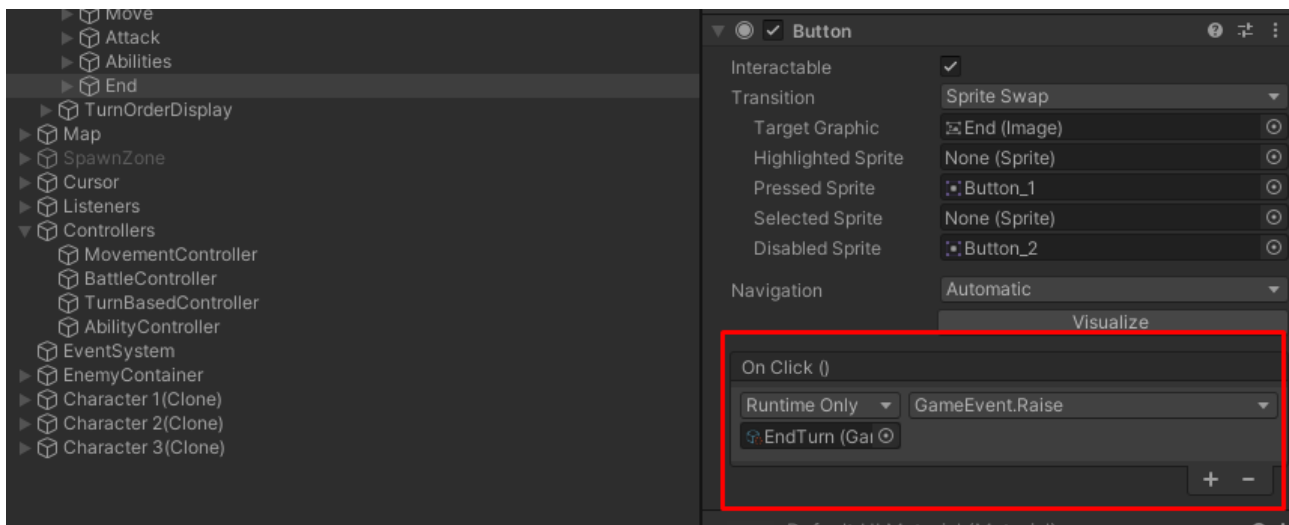 Move
Attack
Abilities
End
TurnOrderDisplay
Map
SpawnZone
Cursor
Listeners
Controllers
MovementController
BattleController
TurnBasedController
AbilityController
EventSystem
EnemyContainer
Character 1(Clone)
Character 2(Clone)
Character 3(Clone)
Button
Interactable
Transition Sprite Swap
Target Graphic End (Image)
Highlighted Sprite None (Sprite)
Pressed Sprite Button_1
Selected Sprite None (Sprite)
Disabled Sprite Button_2
Navigation Automatic
Visualize
On Click ()
Runtime Only GameEvent.Raise
EndTurn (Gar
+ −